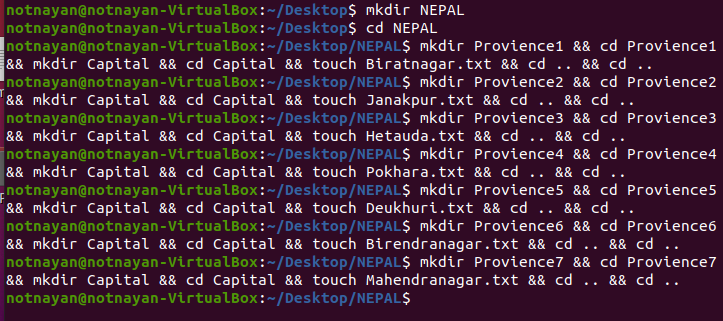 notnayan@notnayan-VirtualBox:~/Desktop$ mkdir NEPAL
notnayan@notnayan-VirtualBox:~/Desktop$ cd NEPAL
notnayan@notnayan-VirtualBox:~/Desktop/NEPAL$ mkdir Provience1 && cd Provience1
&& mkdir Capital && cd Capital && touch Biratnagar.txt && cd .. && cd ..
notnayan@notnayan-VirtualBox:~/Desktop/NEPAL$ mkdir Provience2 && cd Provience2
&& mkdir Capital && cd Capital && touch Janakpur.txt && cd .. && cd ..
notnayan@notnayan-VirtualBox:~/Desktop/NEPAL$ mkdir Provience3 && cd Provience3
&& mkdir Capital && cd Capital && touch Hetauda.txt && cd .. && cd ..
notnayan@notnayan-VirtualBox:~/Desktop/NEPAL$ mkdir Provience4 && cd Provience4
&& mkdir Capital && cd Capital && touch Pokhara.txt && cd .. && cd ..
notnayan@notnayan-VirtualBox:~/Desktop/NEPAL$ mkdir Provience5 && cd Provience5
&& mkdir Capital && cd Capital && touch Deukhuri.txt && cd .. && cd ..
notnayan@notnayan-VirtualBox:~/Desktop/NEPAL$ mkdir Provience6 && cd Provience6
&& mkdir Capital && cd Capital && touch Birendranagar.txt && cd .. && cd ..
notnayan@notnayan-VirtualBox:~/Desktop/NEPAL$ mkdir Provience7 && cd Provience7
&& mkdir Capital && cd Capital && touch Mahendranagar.txt && cd .. && cd ..
notnayan@notnayan-VirtualBox:~/Desktop/NEPAL$